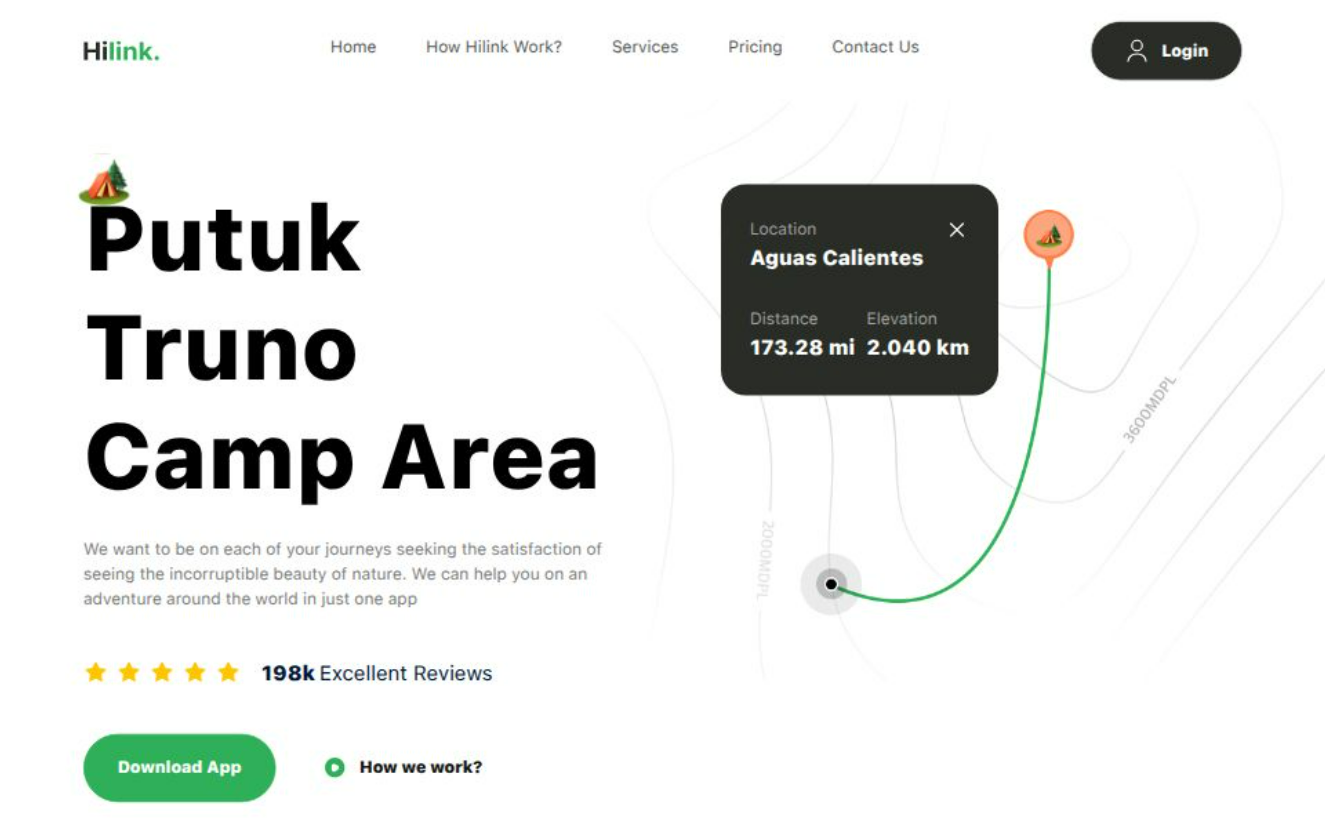 Hilink.
Home How Hilink Work? Services Pricing Contact Us
Login
Putuk
Truno
Camp Area
We want to be on each of your journeys seeking the satisfaction of
seeing the incorruptible beauty of nature. We can help you on an
adventure around the world in just one app
198k Excellent Reviews
Download App
How we work?
Location
Aguas Calientes
Distance Elevation
173.28 mi 2.040 km
3600MDPL
2000MDPL